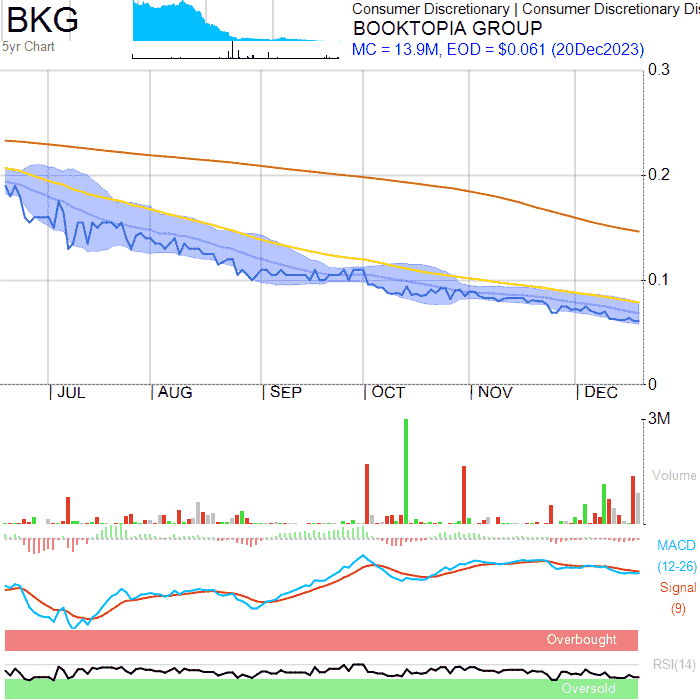 BKG
5yr Chart
Consumer Discretionary | Consumer Discretionary Dis
BOOKTOPIA GROUP
MC = 13.9M, EOD = $0.061 (20Dec2023)
0.3
0.2
0.1
0
JUL AUG SEP OCT NOV DEC
3M
Volume
MACD
(12-26)
Signal
(9)
Overbought
RSI(14)
Oversold